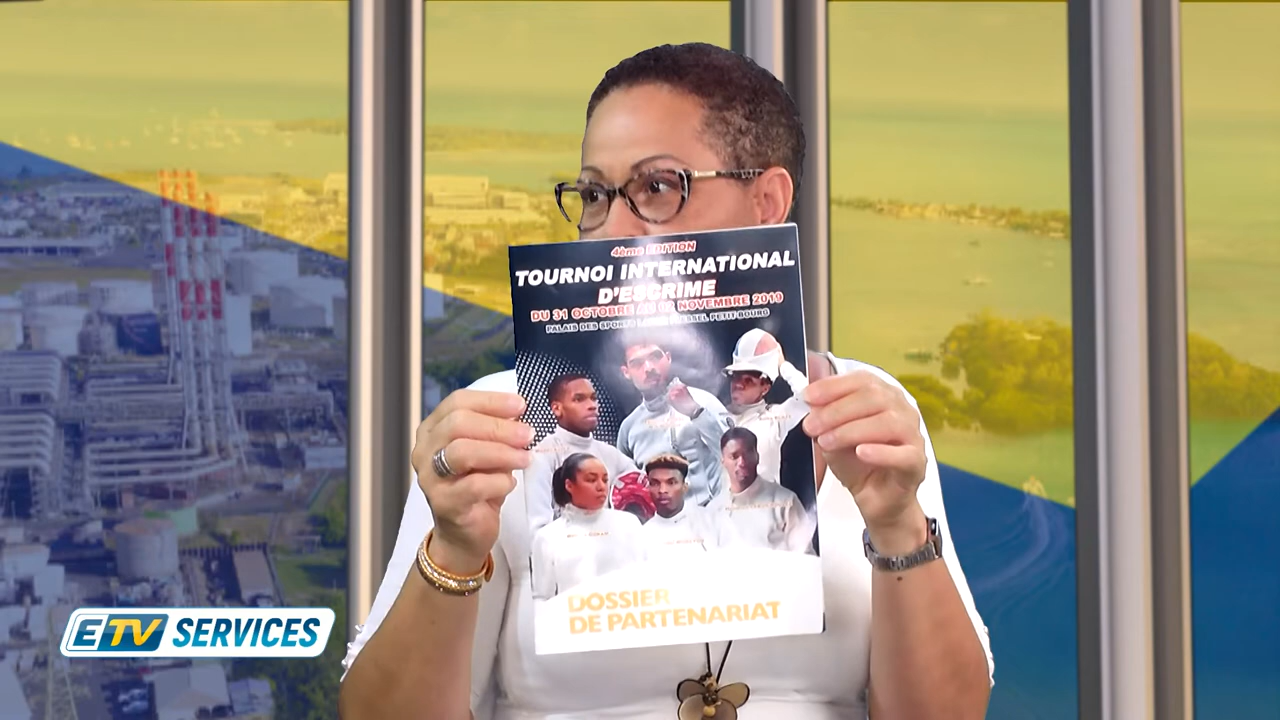 4ème EDITION
TOURNOI INTERNATIONAL
D'ESCRIME
DU 31 OCTOBRE AU 02 NOVEMBRE 2019
PALAIS DES SPORTS PETIT BOURG
DOSSIER
DE PARTENARIAT
ETV SERVICES